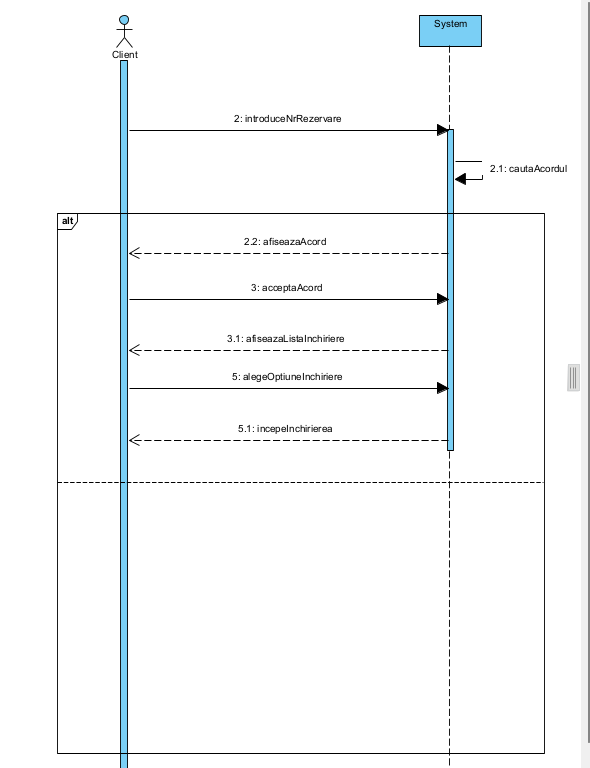 System
Client
2: introduceNrRezervare
2.1: cautaAcordul
alt
2.2: afiseazaAcord
3: acceptaAcord
3.1: afiseazaListaInchiriere
5: alegeOptiuneInchiriere
5.1: incepeInchirierea